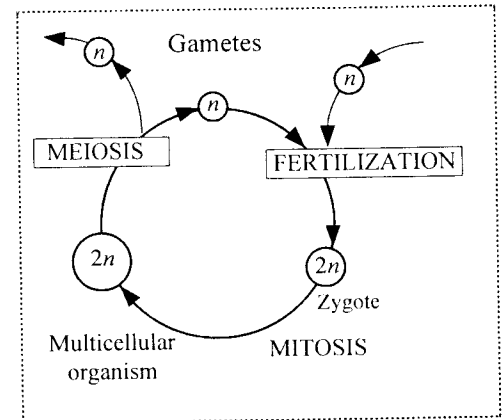 Gametes
n
n
n
MEIOSIS
FERTILIZATION
2n
2n
Zygote
Multicellular
organism
MITOSIS